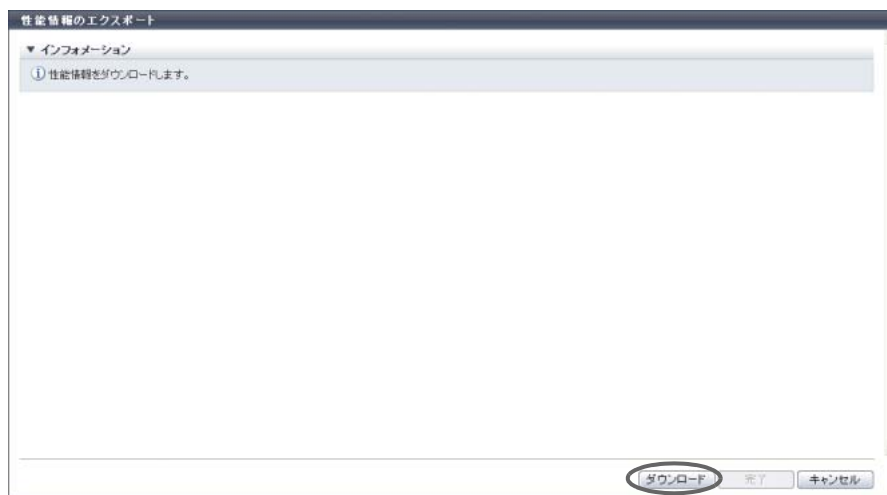 性能情報のエクスポート
▼ インフォメーション
性能情報をダウンロードします。
ダウンロード 完了 キャンセル